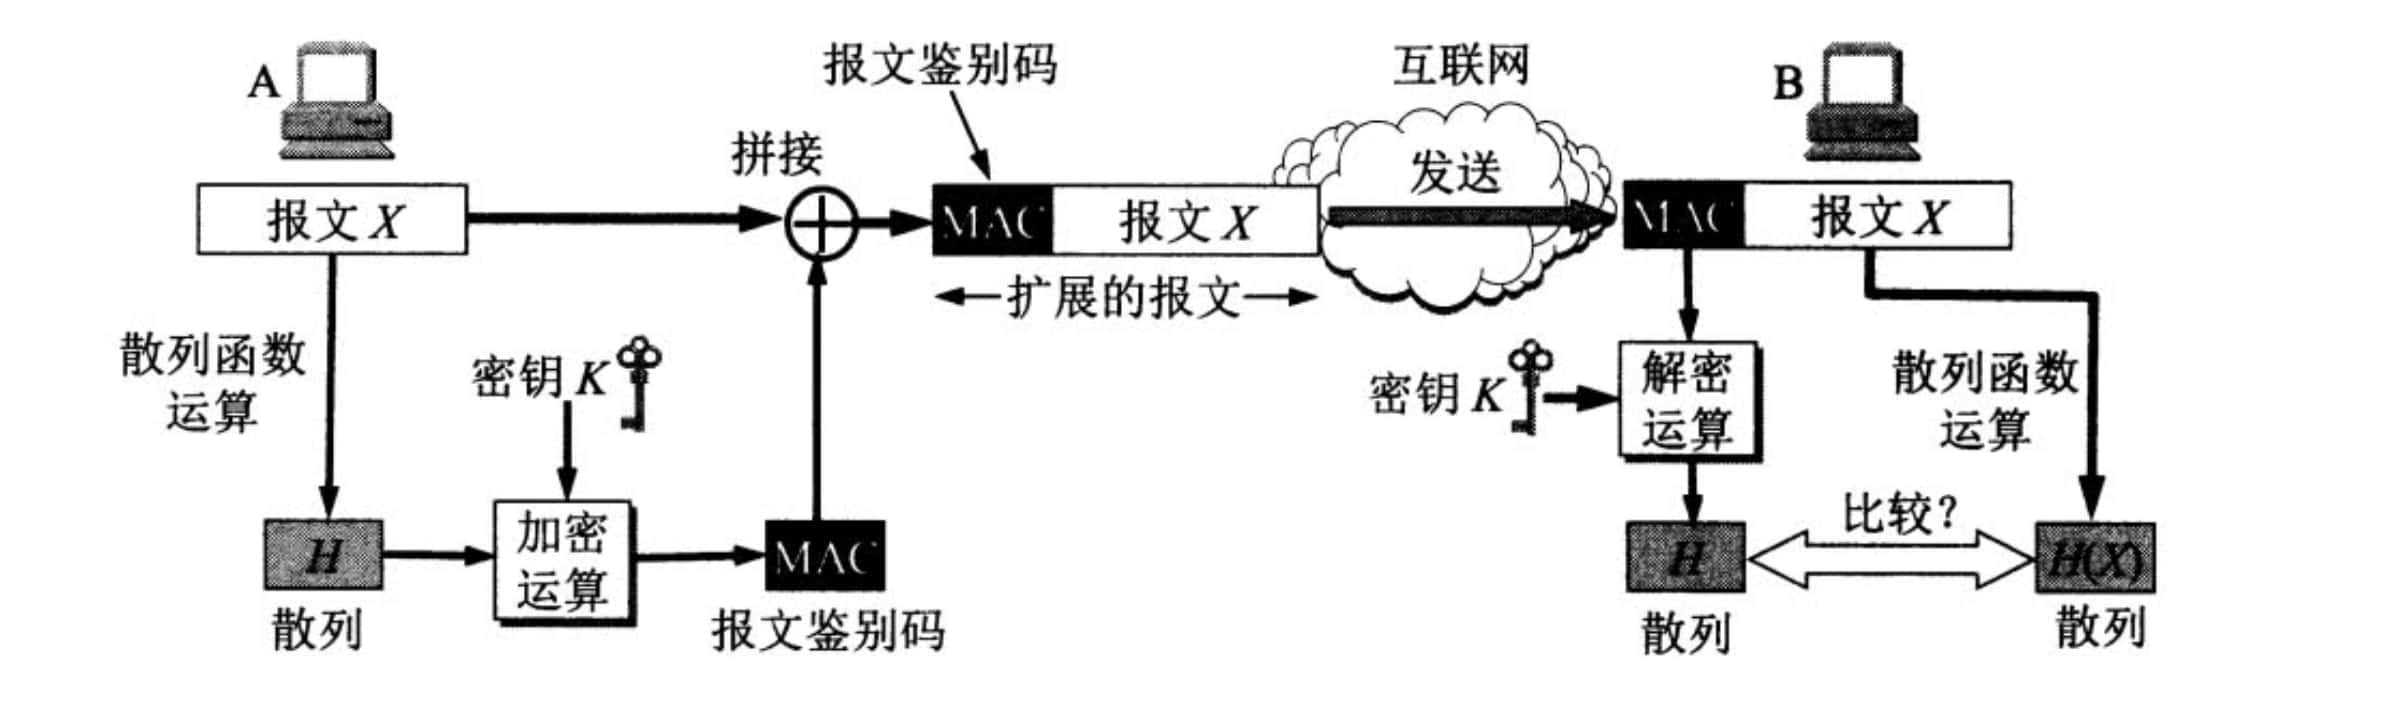 A
报文鉴别码
互联网
B
拼接
发送
报文 X
MAC
报文 X
MAC
报文 X
扩展的报文
散列函数
运算
密钥 K
密钥 K
解密
运算
散列函数
运算
H
加密
运算
MAC
H
比较?
H(X)
散列
报文鉴别码
散列
散列